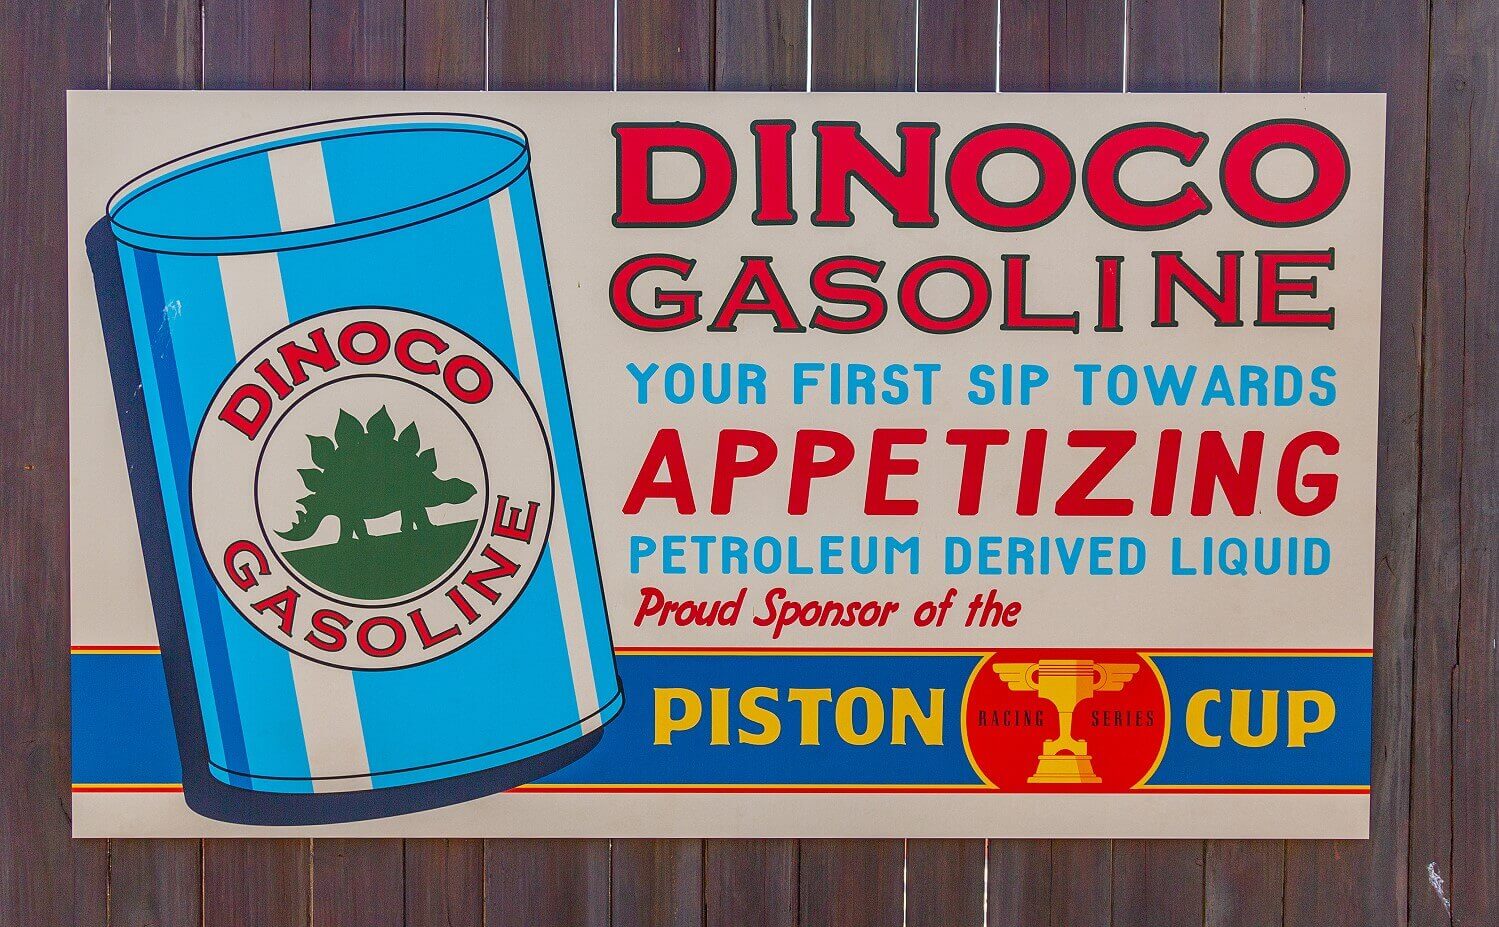 DINOCO
GASOLINE
DINOCO
GASOLINE
YOUR FIRST SIP TOWARDS
APPETIZING
PETROLEUM DERIVED LIQUID
Proud Sponsor of the
PISTON RACING SERIES CUP